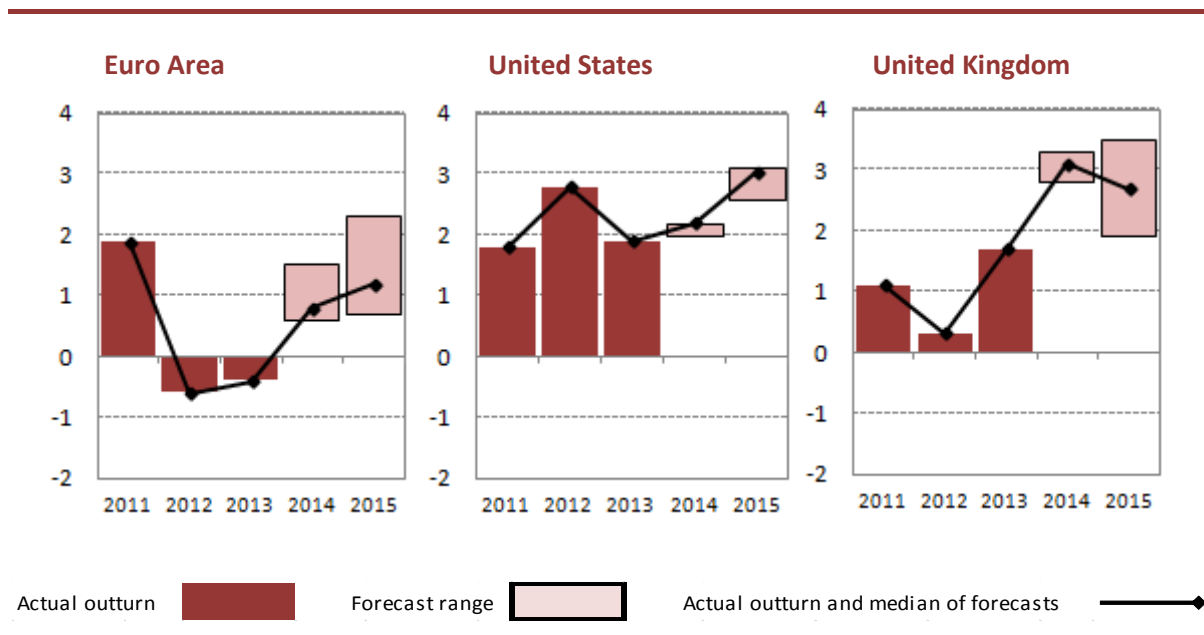 Euro Area
United States
United Kingdom
4
3
2
1
0
-1
-2
2011 2012 2013 2014 2015
4
3
2
1
0
-1
-2
2011 2012 2013 2014 2015
4
3
2
1
0
-1
-2
2011 2012 2013 2014 2015
Actual outturn
Forecast range
Actual outturn and median of forecasts